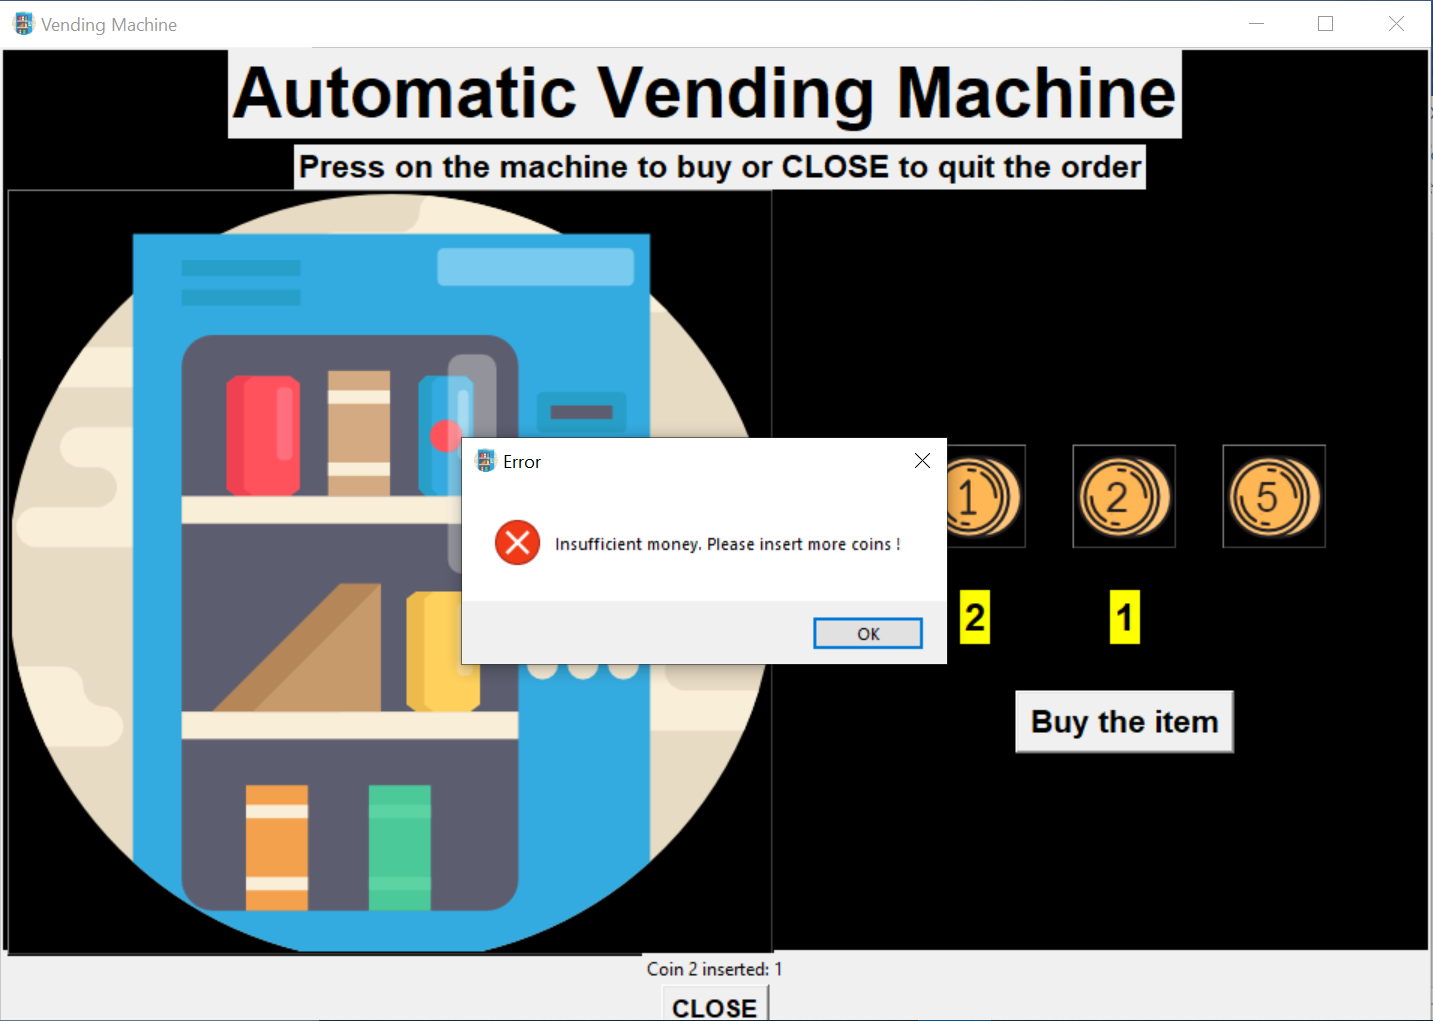 Vending Machine
Automatic Vending Machine
Press on the machine to buy or CLOSE to quit the order
Error
Insufficient money. Please insert more coins !
OK
1 2 5
2 1
Buy the item
Coin 2 inserted: 1
CLOSE